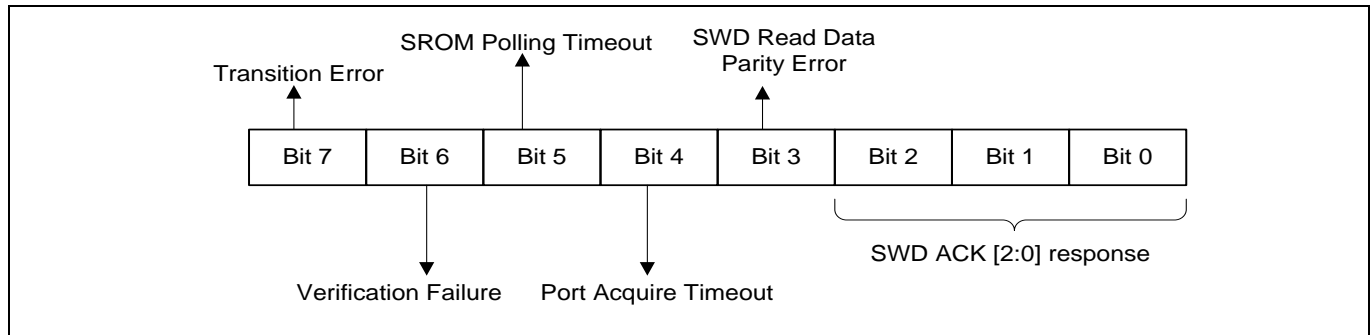 SROM Polling Timeout
SWD Read Data
Parity Error
Transition Error
Bit 7 Bit 6 Bit 5 Bit 4 Bit 3 Bit 2 Bit 1 Bit 0
SWD ACK [2:0] response
Verification Failure Port Acquire Timeout